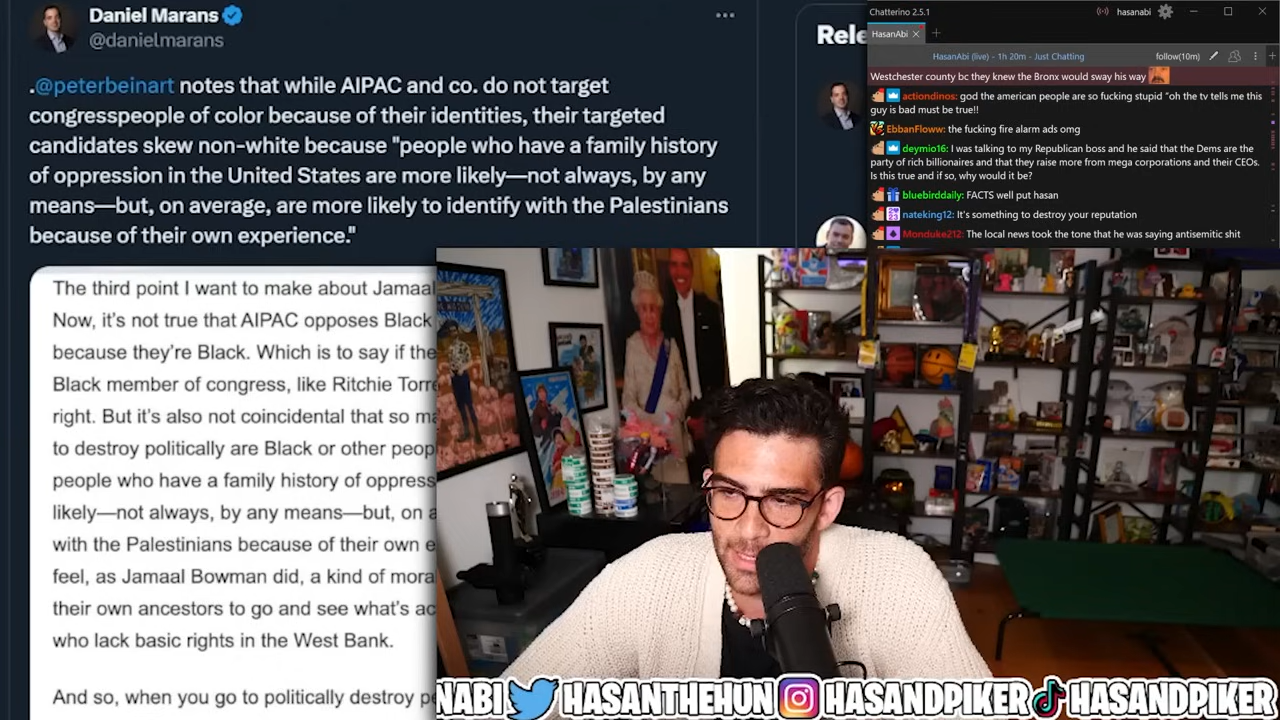 Daniel Marans
@danielmarans
.@peterbeinart notes that while AIPAC and co. do not target
congresspeople of color because of their identities, their targeted
candidates skew non-white because "people who have a family history
of oppression in the United States are more likely—not always, by any
means—but, on average, are more likely to identify with the Palestinians
because of their own experience."
The third point I want to make about Jamaal
Now, it's not true that AIPAC opposes Black
because they're Black. Which is to say if the
Black member of congress, like Ritchie Torre
right. But it's also not coincidental that so ma
to destroy politically are Black or other peop
people who have a family history of oppress
likely—not always, by any means—but, on a
with the Palestinians because of their own e
feel, as Jamaal Bowman did, a kind of mora
their own ancestors to go and see what's ac
who lack basic rights in the West Bank.
And so, when you go to politically destroy pe
Rele
Chatterino 2.5.1
hasanabi
HasanAbi
HasanAbi (live) - 1h 20m - Just Chatting
follow(10m)
Westchester county bc they knew the Bronx would sway his way
actiondinos: god the american people are so fucking stupid "oh the tv tells me this
guy is bad must be true!!
EbbanFloww: the fucking fire alarm ads omg
deymio16: I was talking to my Republican boss and he said that the Dems are the
party of rich billionaires and that they raise more from mega corporations and their CEOs.
Is this true and if so, why would it be?
bluebirddaily: FACTS well put hasan
nateking12: It's something to destroy your reputation
Monduke212: The local news took the tone that he was saying antisemitic shit
NABI HASANTHEHUN HASANDPIKER HASANDPIKER